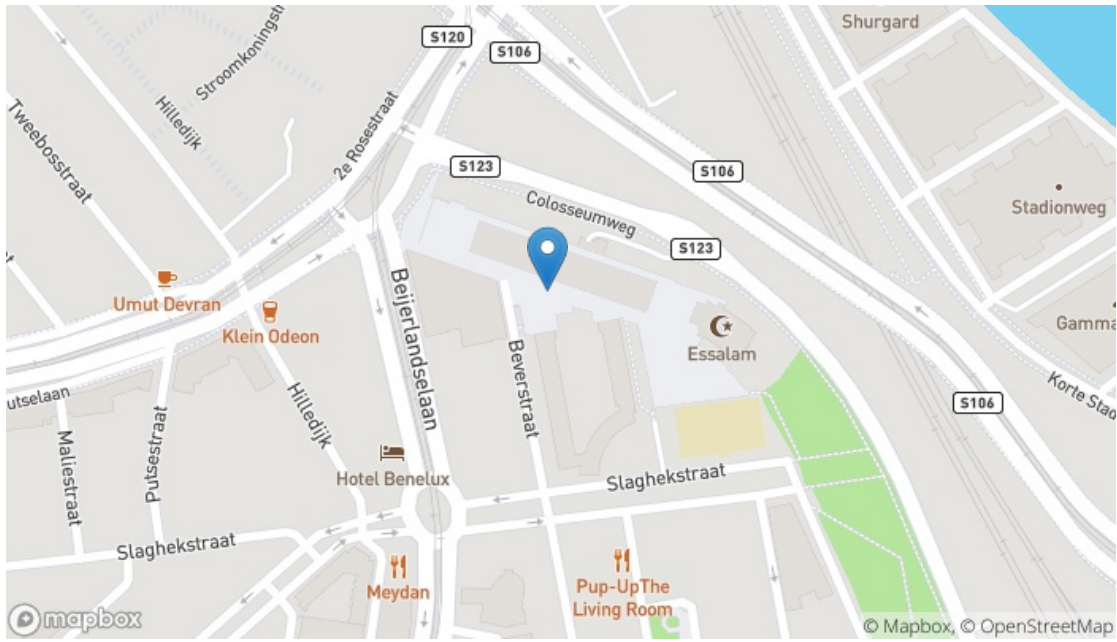 Shurgard
S120
S106
Stroomkoningst
Hilledijk
2e Rosestraat
Tweebosstraat
S123
S106
Colosseumweg
Stadionweg
S123
Umut Devran
Klein Odeon
Beijerlandselaan
Beverstraat
Essalam
Gamma
Korte Stad
S106
utselaan
Maliestraat
Putsestraat
Hilledijk
Hotel Benelux
Slaghekstraat
Slaghekstraat
Meydan
Pup-UpThe
Living Room
mapbox
© Mapbox, © OpenStreetMap